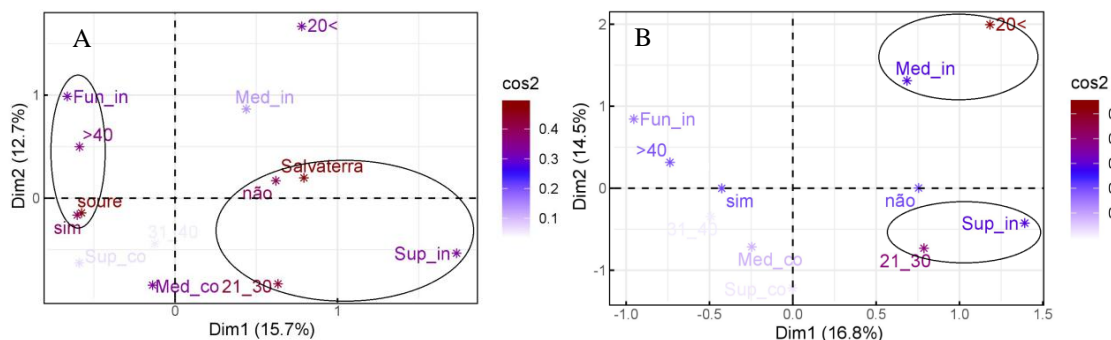 A
20<
Fun_in
Med_in
>40
Salvaterra
não
soure
sim
31_40
Sup_co
Sup_in
Med_co
21_30
Dim2 (12.7%)
1
0
0
1
Dim1 (15.7%)
cos2
0.4
0.3
0.2
0.1
B
20<
Med_in
Fun_in
>40
sim
não
31_40
Sup_in
Med_co
21_30
Sup_co
Dim2 (14.5%)
2
1
0
-1
-1.0
-0.5
0.0
0.5
1.0
1.5
Dim1 (16.8%)
cos2